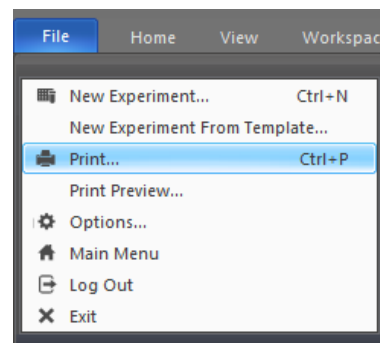 File Home View Workspac
New Experiment... Ctrl+N
New Experiment From Template...
Print... Ctrl+P
Print Preview...
Options...
Main Menu
Log Out
Exit